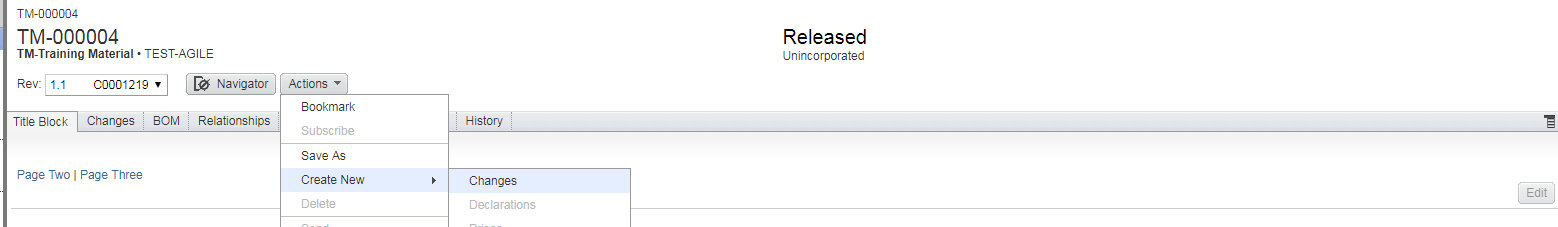 TM-000004
TM-000004
Released
TM-Training Material • TEST-AGILE
Unincorporated
Rev: 1.1 C0001219
Navigator
Actions
Bookmark
Title Block Changes BOM Relationships History
Subscribe
Save As
Page Two | Page Three
Create New
Changes
Edit
Delete
Declarations